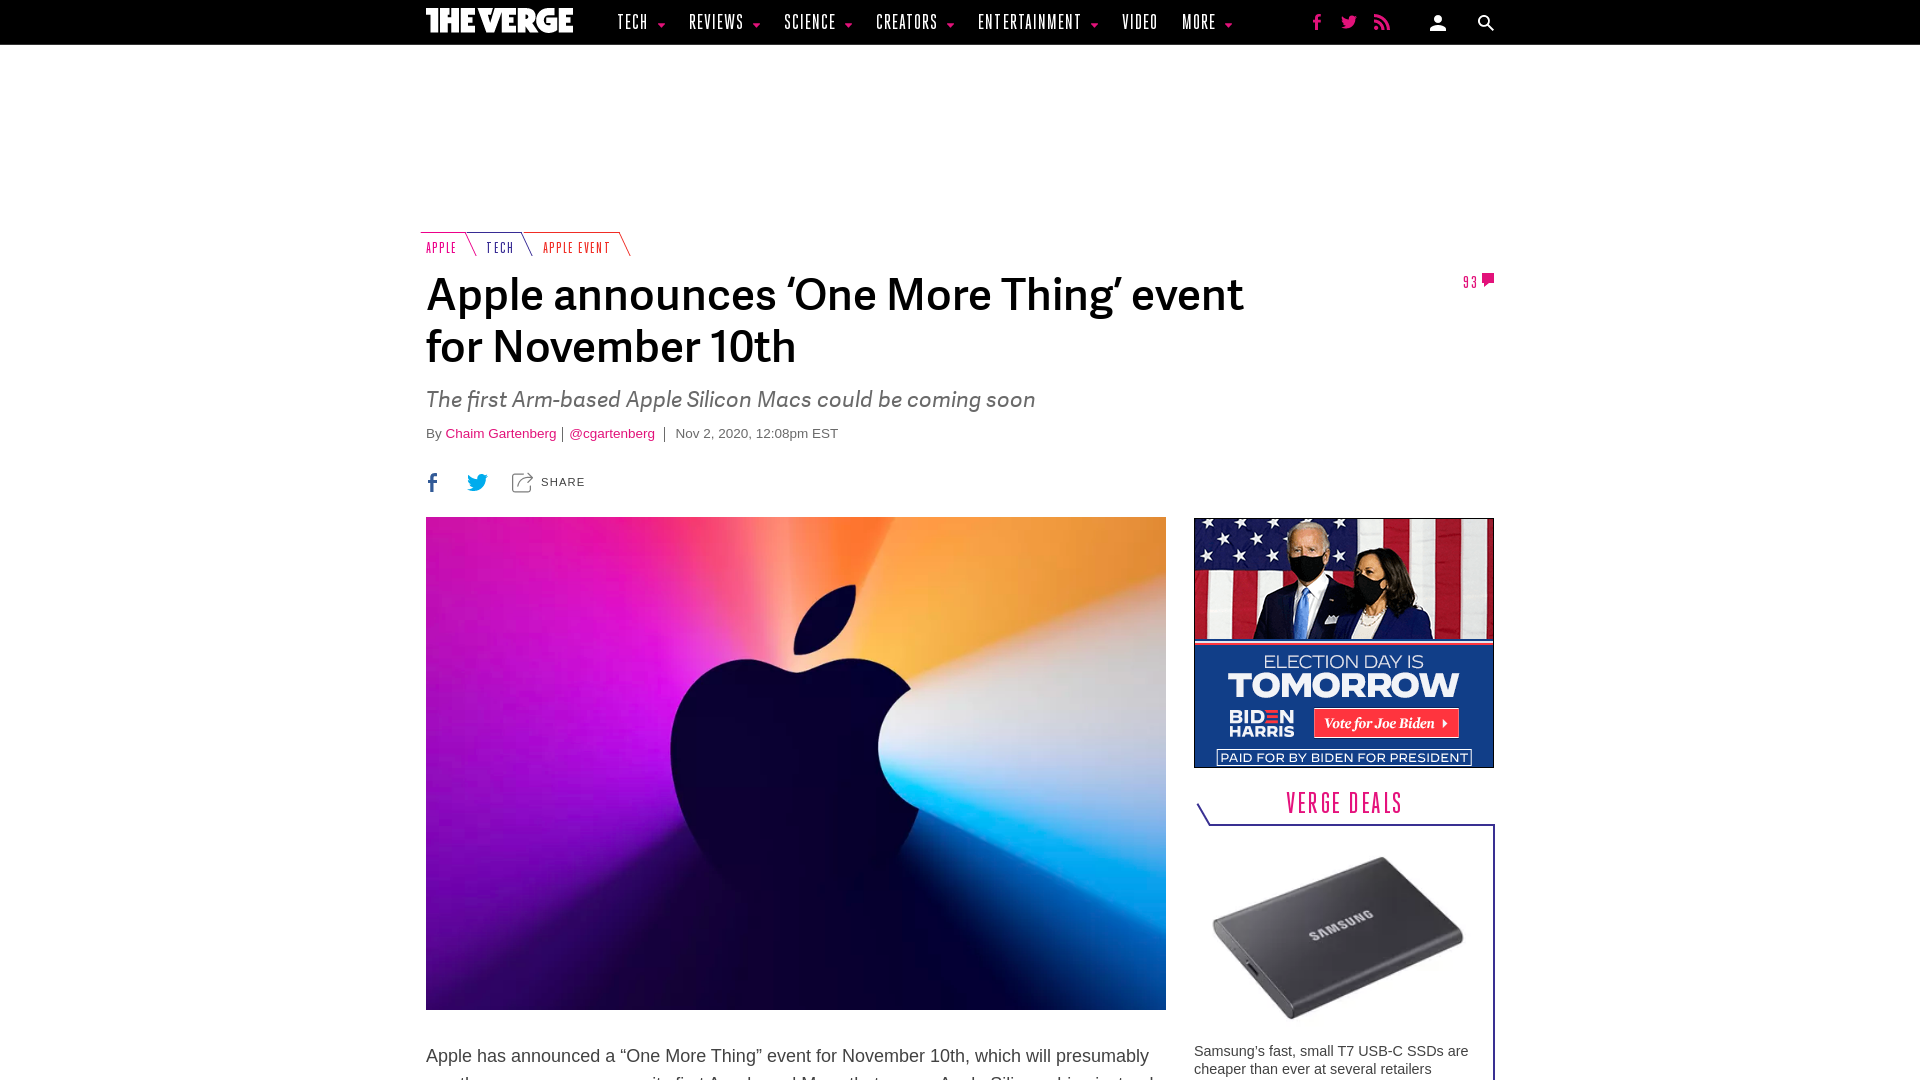 THE VERGE
TECH REVIEWS SCIENCE CREATORS ENTERTAINMENT VIDEO MORE
APPLE TECH APPLE EVENT
Apple announces ‘One More Thing’ event
for November 10th
93
The first Arm-based Apple Silicon Macs could be coming soon
By Chaim Gartenberg | @cgartenberg | Nov 2, 2020, 12:08pm EST
SHARE
ELECTION DAY IS
TOMORROW
BIDEN
HARRIS
Vote for Joe Biden
PAID FOR BY BIDEN FOR PRESIDENT
VERGE DEALS
SAMSUNG
Samsung’s fast, small T7 USB-C SSDs are
cheaper than ever at several retailers
Apple has announced a “One More Thing” event for November 10th, which will presumably